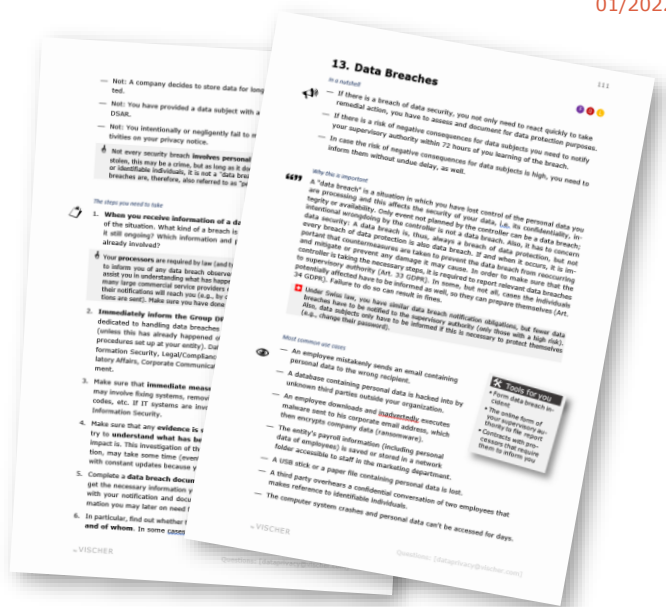 01/2022
— Not: A company decides to store data for long
ted.
— Not: You have provided a data subject with a
DSAR.
— Not: You intentionally or negligently fail to m
tivities on your privacy notice.
Not every security breach involves personal
stolen, this may be a crime, but as long as it do
or identifiable individuals, it is not a "data brea
breaches are, therefore, also referred to as "pe
The steps you need to take
1. When you receive information of a da
of the situation. What kind of a breach is
it still ongoing? Which information and
already involved?
Your processors are required by law (and t
to inform you of any data breach observe
assist you in understanding what has happ
many large commercial service providers
their notifications will reach you (e.g., by c
tions are sent). Make sure you have done
2. Immediately inform the Group DP
dedicated to handling data breaches
(unless this has already happened o
procedures set up at your entity). Da
formation Security, Legal/Complianc
latory Affairs, Corporate Communicat
ment.
3. Make sure that immediate meas
may involve fixing systems, remov
codes, etc. If IT systems are invo
Information Security.
4. Make sure that any evidence is
try to understand what has be
impact is. This investigation of th
tion, may take some time (even
with constant updates because y
5. Complete a data breach docum
get the necessary information y
with your notification and docu
mation you may later on need f
6. In particular, find out whether f
and of whom. In some cases
by VISCHER
111
13. Data Breaches
In a nutshell
— If there is a breach of data security, you not only need to react quickly to take
remedial action, you have to assess and document for data protection purposes.
— If there is a risk of negative consequences for data subjects you need to notify
your supervisory authority within 72 hours of you learning of the breach.
— In case the risk of negative consequences for data subjects is high, you need to
inform them without undue delay, as well.
Why this is important
A "data breach" is a situation in which you have lost control of the personal data you
are processing and this affects the security of your data, i.e. its confidentiality, in-
tegrity or availability. Only event not planned by the controller can be a data breach;
intentional wrongdoing by the controller is not a data breach. Also, it has to concern
data security: A data breach is, thus, always a breach of data protection, but not
every breach of data protection is also data breach. If and when it occurs, it is im-
portant that countermeasures are taken to prevent the data breach from reoccurring
and mitigate or prevent any damage it may cause. In order to make sure that the
controller is taking the necessary steps, it is required to report relevant data breaches
to supervisory authority (Art. 33 GDPR). In some, but not all, cases the individuals
potentially affected have to be informed as well, so they can prepare themselves (Art.
34 GDPR). Failure to do so can result in fines.
Under Swiss law, you have similar data breach notification obligations, but fewer data
breaches have to be notified to the supervisory authority (only those with a high risk).
Also, data subjects only have to be informed if this is necessary to protect themselves
(e.g., change their password).
Most common use cases
— An employee mistakenly sends an email containing
personal data to the wrong recipient.
— A database containing personal data is hacked into by
unknown third parties outside your organization.
— An employee downloads and inadvertedly executes
malware sent to his corporate email address, which
then encrypts company data (ransomware).
— The entity's payroll information (including personal
data of employees) is saved or stored in a network
folder accessible to staff in the marketing department.
— A USB stick or a paper file containing personal data is lost.
— A third party overhears a confidential conversation of two employees that
makes reference to identifiable individuals.
— The computer system crashes and personal data can't be accessed for days.
Tools for you
• Form data breach in-
cident
• The online form of
your supervisory au-
thority to file report
• Contracts with pro-
cessors that require
them to inform you
by VISCHER
Questions: [dataprivacy@vischer.com]